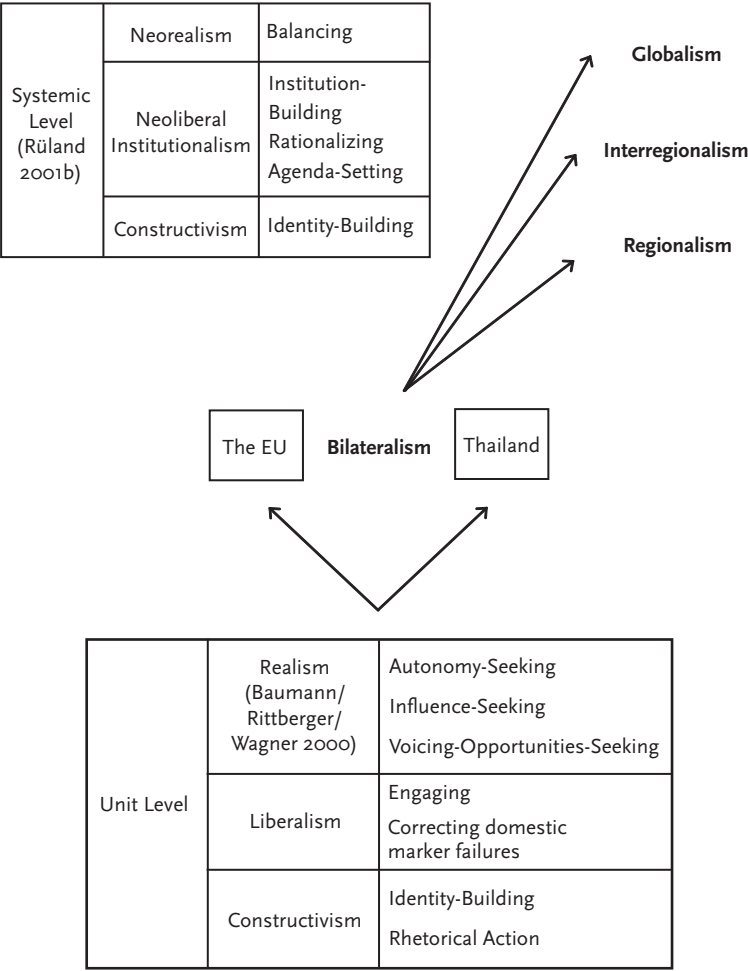 Systemic
Level
(Rüland
2001b)
Neorealism
Balancing
Neoliberal
Institutionalism
Institution-
Building
Rationalizing
Agenda-Setting
Constructivism
Identity-Building
Globalism
Interregionalism
Regionalism
The EU
Bilateralism
Thailand
Unit Level
Realism
(Baumann/
Rittberger/
Wagner 2000)
Autonomy-Seeking
Influence-Seeking
Voicing-Opportunities-Seeking
Liberalism
Engaging
Correcting domestic
marker failures
Constructivism
Identity-Building
Rhetorical Action